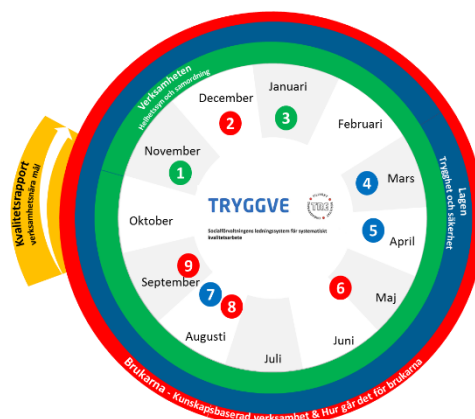 Verksamheten
Helhetssyn och samordning
Januari
Februari
Mars
April
Maj
Juni
Juli
Augusti
September
Oktober
November
December
1
2
3
4
5
6
7
8
9
TRYGGVE
Socialförvaltningens ledningssystem för systematiskt
kvalitetsarbete
Lagen
Trygghet och säkerhet
Kvalitetsrapport
verksamhetsnära mål
Brukarna - Kunskapsbaserad verksamhet & Hur går det för brukarna